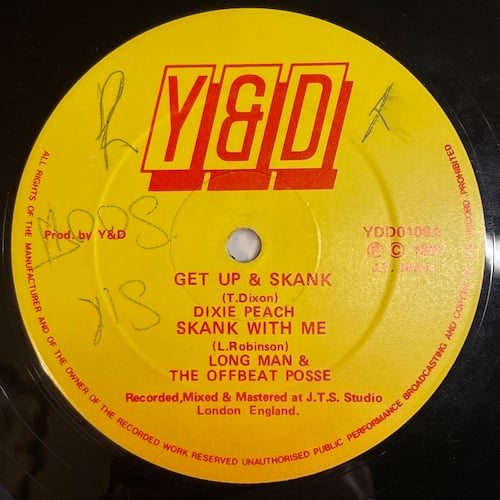 Y&D
Prod. by Y&D
YDD0106A
GET UP & SKANK
(T.Dixon)
DIXIE PEACH
SKANK WITH ME
(L.Robinson)
LONG MAN &
THE OFFBEAT POSSE
Recorded,Mixed & Mastered at J.T.S. Studio
London England.
ALL RIGHTS OF THE MANUFACTURER AND OF THE OWNER OF THE RECORDED WORK RESERVED UNAUTHORISED PUBLIC PERFORMANCE BROADCASTING AND COPYING THIS RECORD PROHIBITED